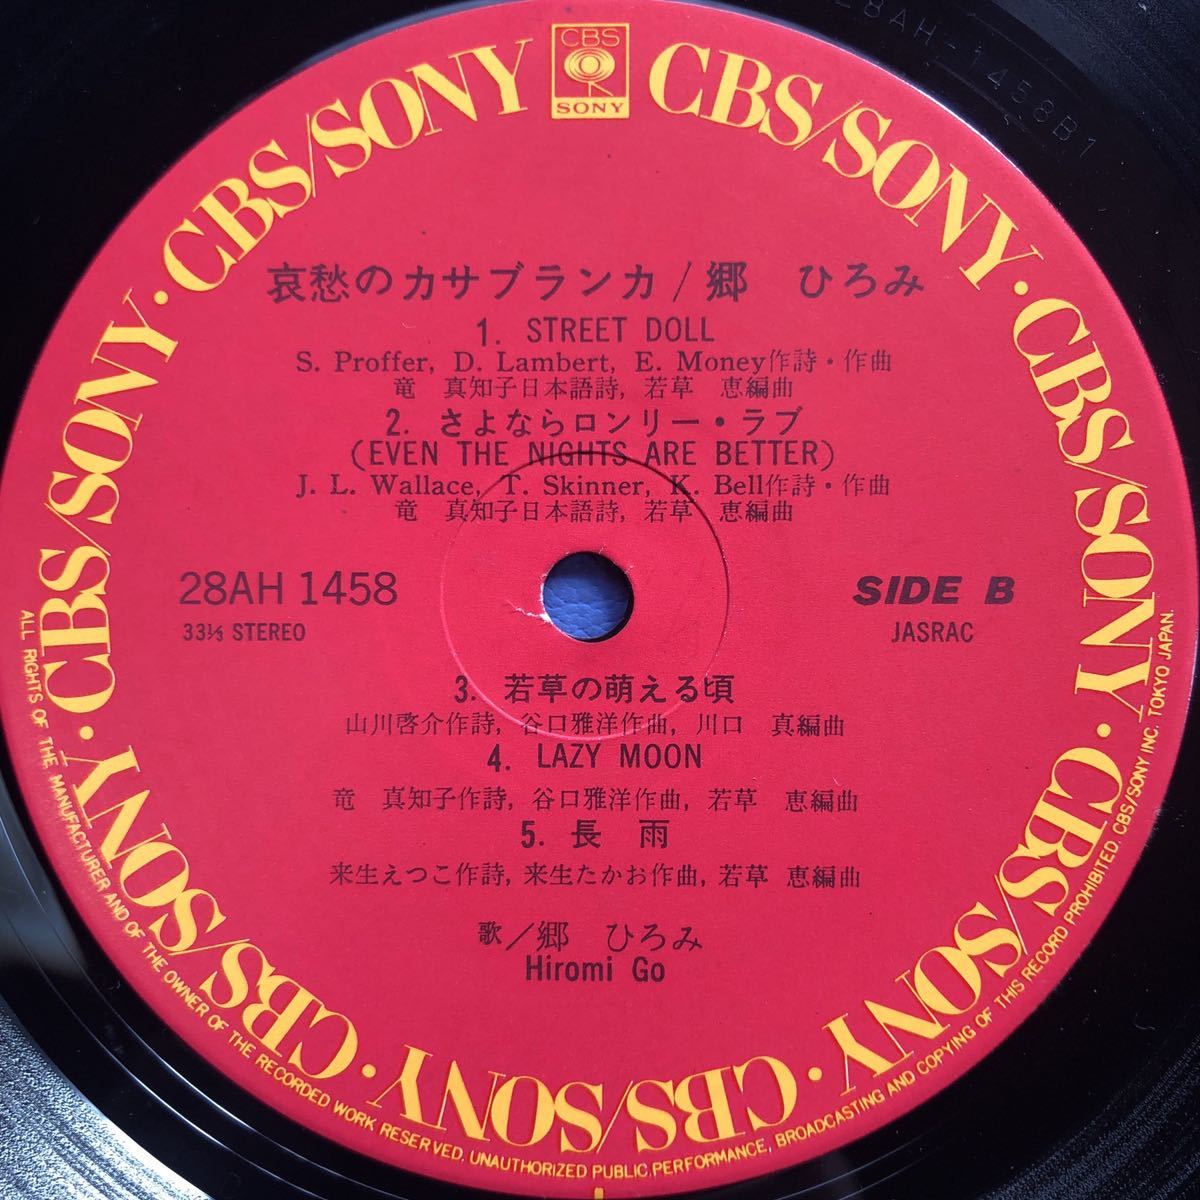 CBS
SONY
CBS/SONY · CBS/SONY · CBS/SONY · CBS/SONY · CBS/SONY · CBS/SONY · CBS/SONY · CBS/SONY
28AH-1458B1
哀愁のカサブランカ/郷 ひろみ
1. STREET DOLL
S. Proffer, D. Lambert, E. Money作詩・作曲
竜 真知子日本語詩, 若草 恵編曲
2. さよならロンリー・ラブ
(EVEN THE NIGHTS ARE BETTER)
J. L. Wallace, T. Skinner, K. Bell作詩・作曲
竜 真知子日本語詩, 若草 恵編曲
28AH 1458
33⅓ STEREO
SIDE B
JASRAC
3. 若草の萌える頃
山川啓介作詩, 谷口雅洋作曲, 川口 真編曲
4. LAZY MOON
竜 真知子作詩, 谷口雅洋作曲, 若草 恵編曲
5. 長 雨
来生えつこ作詩, 来生たかお作曲, 若草 恵編曲
歌/郷 ひろみ
Hiromi Go
ALL RIGHTS OF THE MANUFACTURER AND OF THE OWNER OF THE RECORDED WORK RESERVED. UNAUTHORIZED PUBLIC PERFORMANCE, BROADCASTING AND COPYING OF THIS RECORD PROHIBITED. CBS/SONY INC. TOKYO JAPAN.